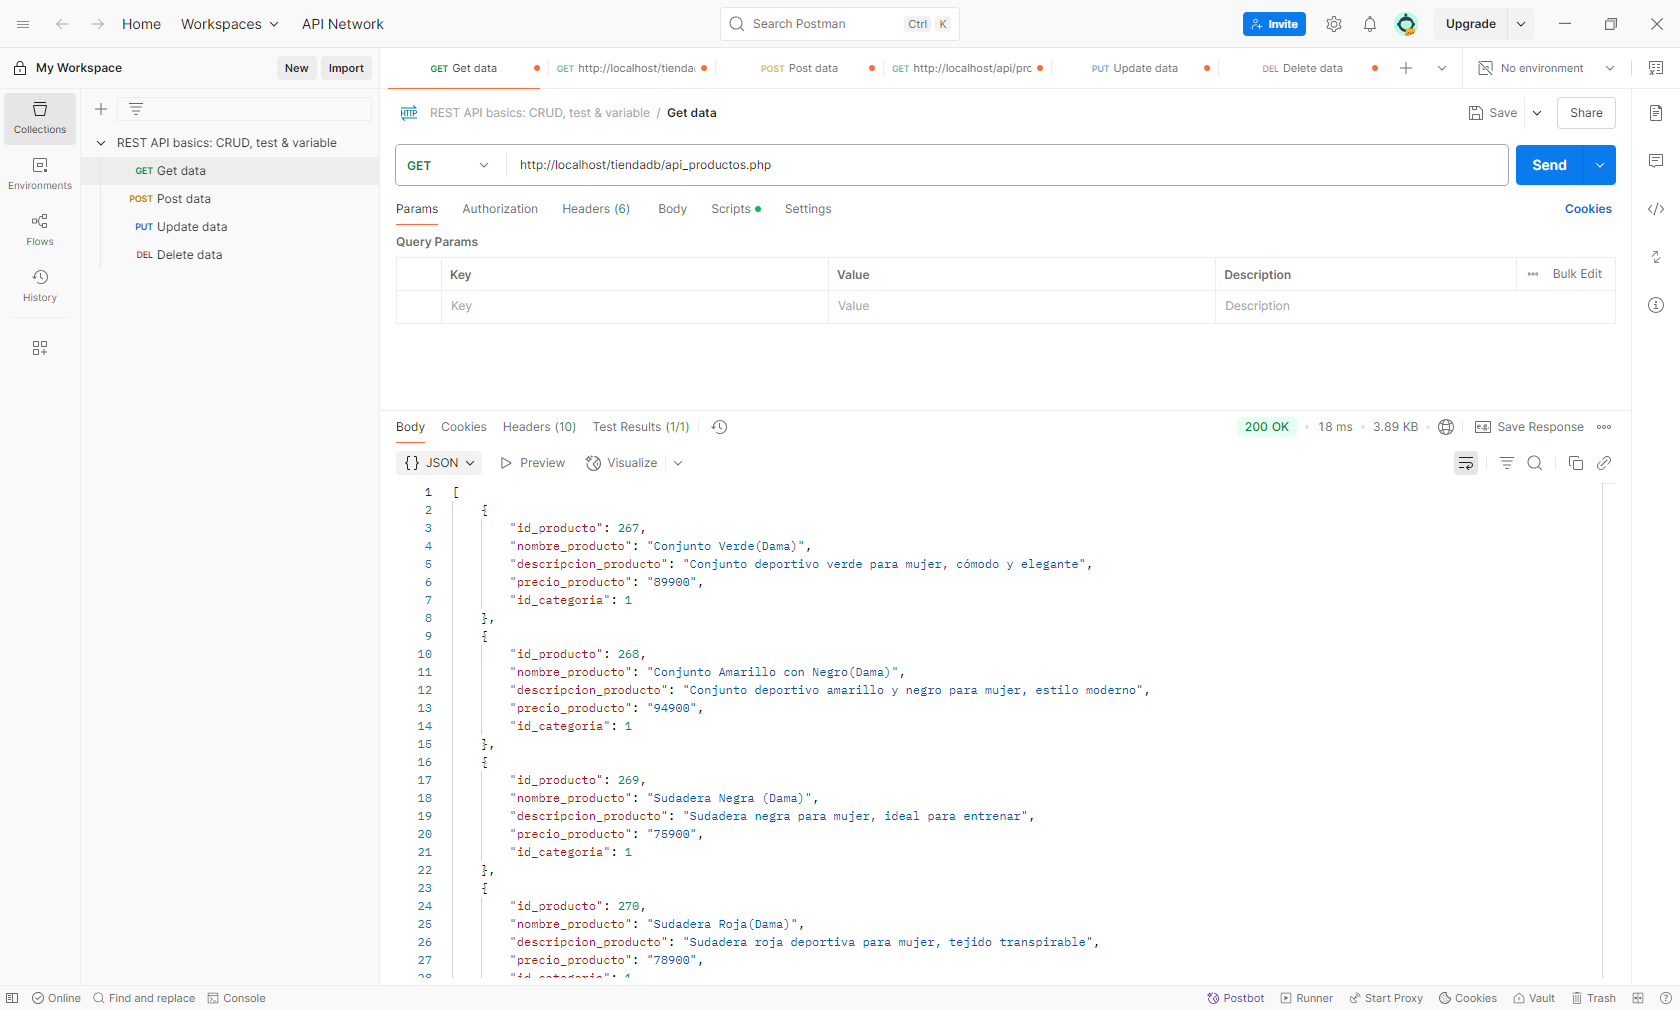 Home
Workspaces
API Network
Search Postman
Ctrl K
Invite
Upgrade
My Workspace
New
Import
GET Get data
GET http://localhost/tienda
POST Post data
GET http://localhost/api/prc
PUT Update data
DEL Delete data
No environment
Collections
Environments
Flows
History
REST API basics: CRUD, test & variable
GET Get data
POST Post data
PUT Update data
DEL Delete data
HTTP REST API basics: CRUD, test & variable / Get data
Save
Share
GET
http://localhost/tiendadb/api_productos.php
Send
Params
Authorization
Headers (6)
Body
Scripts
Settings
Cookies
Query Params
Key
Value
Description
Bulk Edit
Key
Value
Description
Body
Cookies
Headers (10)
Test Results (1/1)
200 OK
18 ms
3.89 KB
e.g. Save Response
{} JSON
Preview
Visualize
1 [
2 {
3 "id_producto": 267,
4 "nombre_producto": "Conjunto Verde(Dama)",
5 "descripcion_producto": "Conjunto deportivo verde para mujer, cómodo y elegante",
6 "precio_producto": "89900",
7 "id_categoria": 1
8 },
9 {
10 "id_producto": 268,
11 "nombre_producto": "Conjunto Amarillo con Negro(Dama)",
12 "descripcion_producto": "Conjunto deportivo amarillo y negro para mujer, estilo moderno",
13 "precio_producto": "94900",
14 "id_categoria": 1
15 },
16 {
17 "id_producto": 269,
18 "nombre_producto": "Sudadera Negra (Dama)",
19 "descripcion_producto": "Sudadera negra para mujer, ideal para entrenar",
20 "precio_producto": "75900",
21 "id_categoria": 1
22 },
23 {
24 "id_producto": 270,
25 "nombre_producto": "Sudadera Roja(Dama)",
26 "descripcion_producto": "Sudadera roja deportiva para mujer, tejido transpirable",
27 "precio_producto": "78900",
28 "id_categoria": 1
Online
Find and replace
Console
Postbot
Runner
Start Proxy
Cookies
Vault
Trash